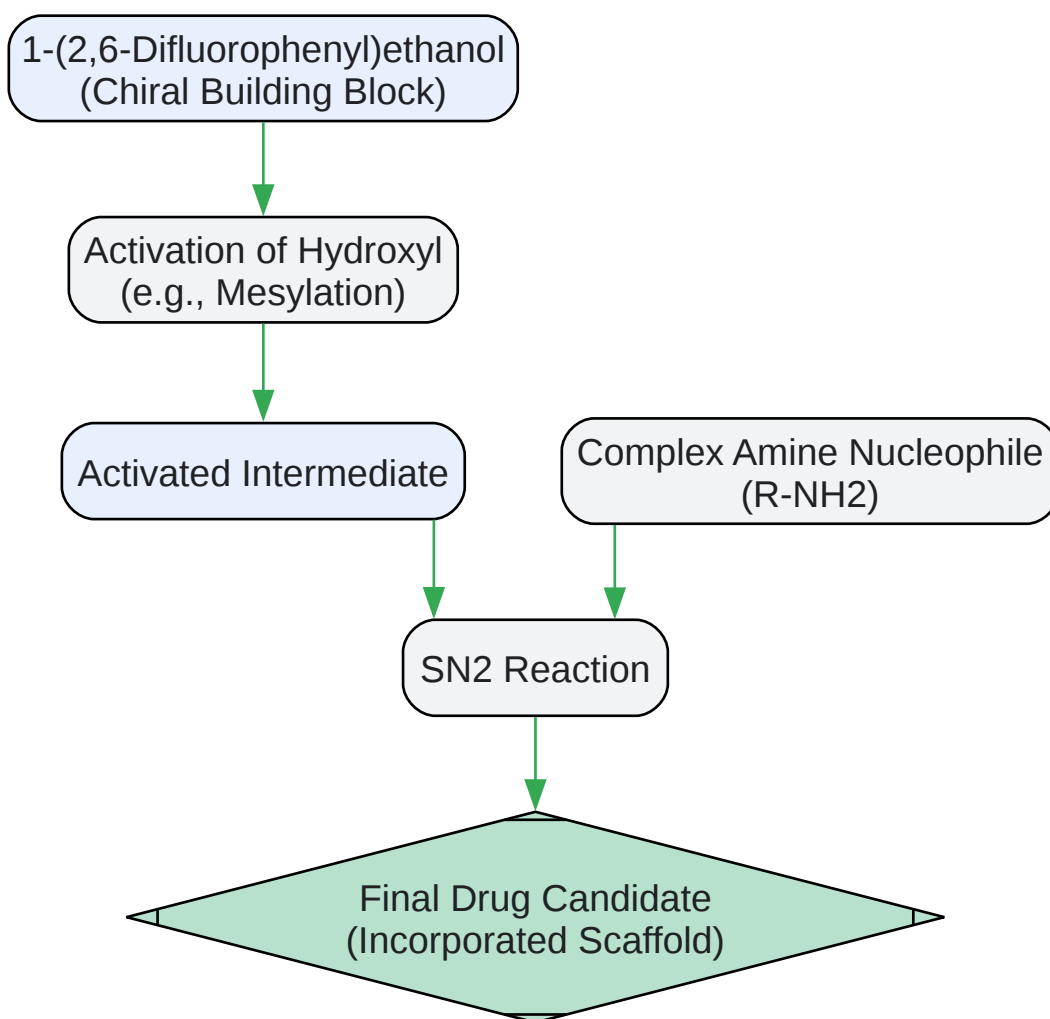 1-(2,6-Difluorophenyl)ethanol
(Chiral Building Block)
Activation of Hydroxyl
(e.g., Mesylation)
Activated Intermediate
Complex Amine Nucleophile
(R-NH2)
SN2 Reaction
Final Drug Candidate
(Incorporated Scaffold)